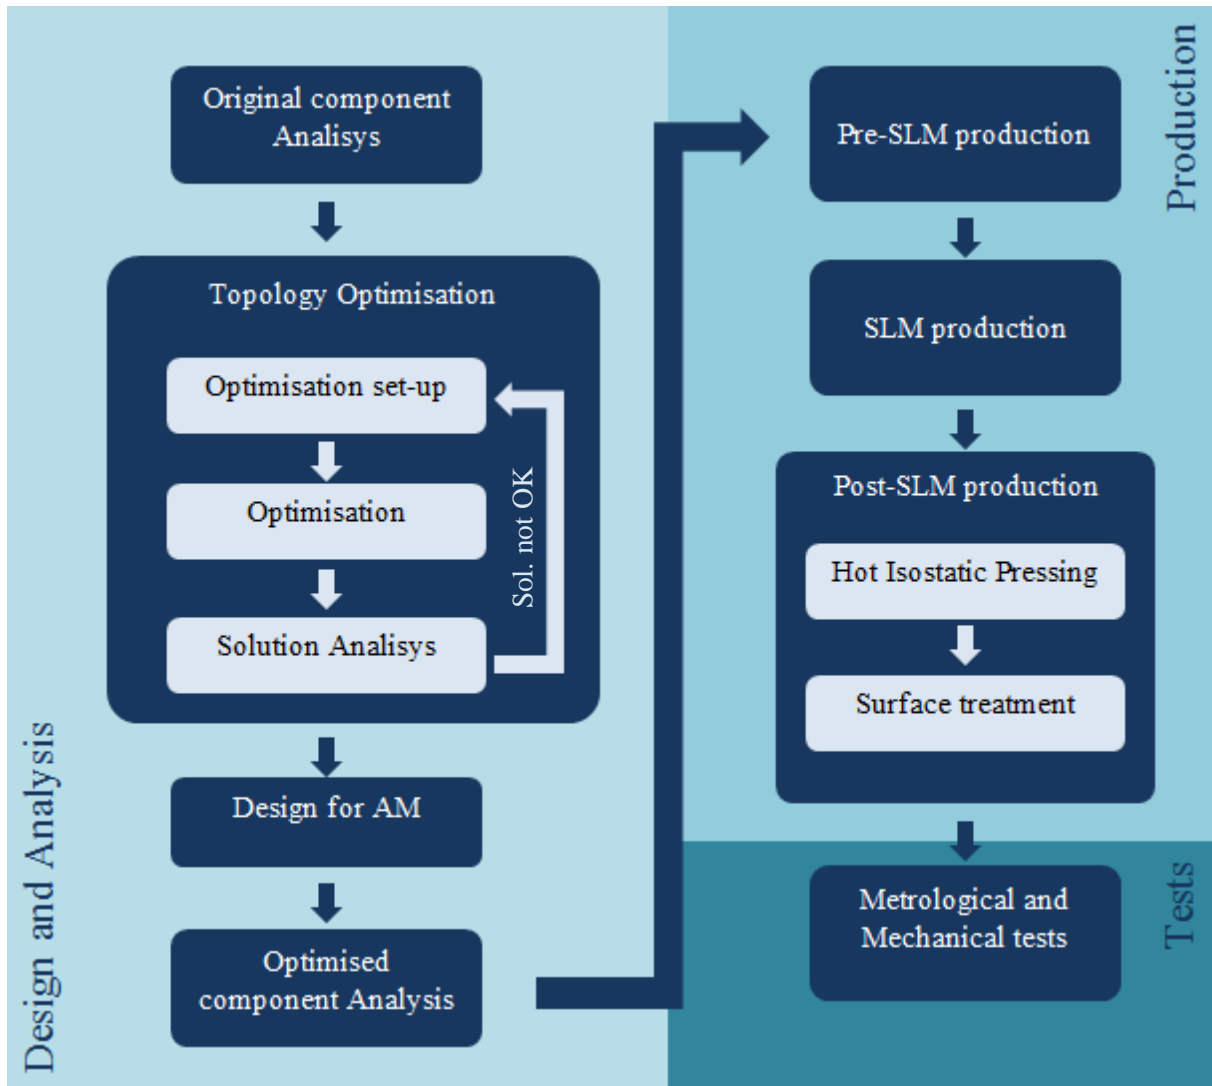 Original component
Analisys
Topology Optimisation
Optimisation set-up
Optimisation
Solution Analisys
Sol. not OK
Design for AM
Optimised
component Analysis
Design and Analysis
Pre-SLM production
SLM production
Post-SLM production
Hot Isostatic Pressing
Surface treatment
Production
Metrological and
Mechanical tests
Tests